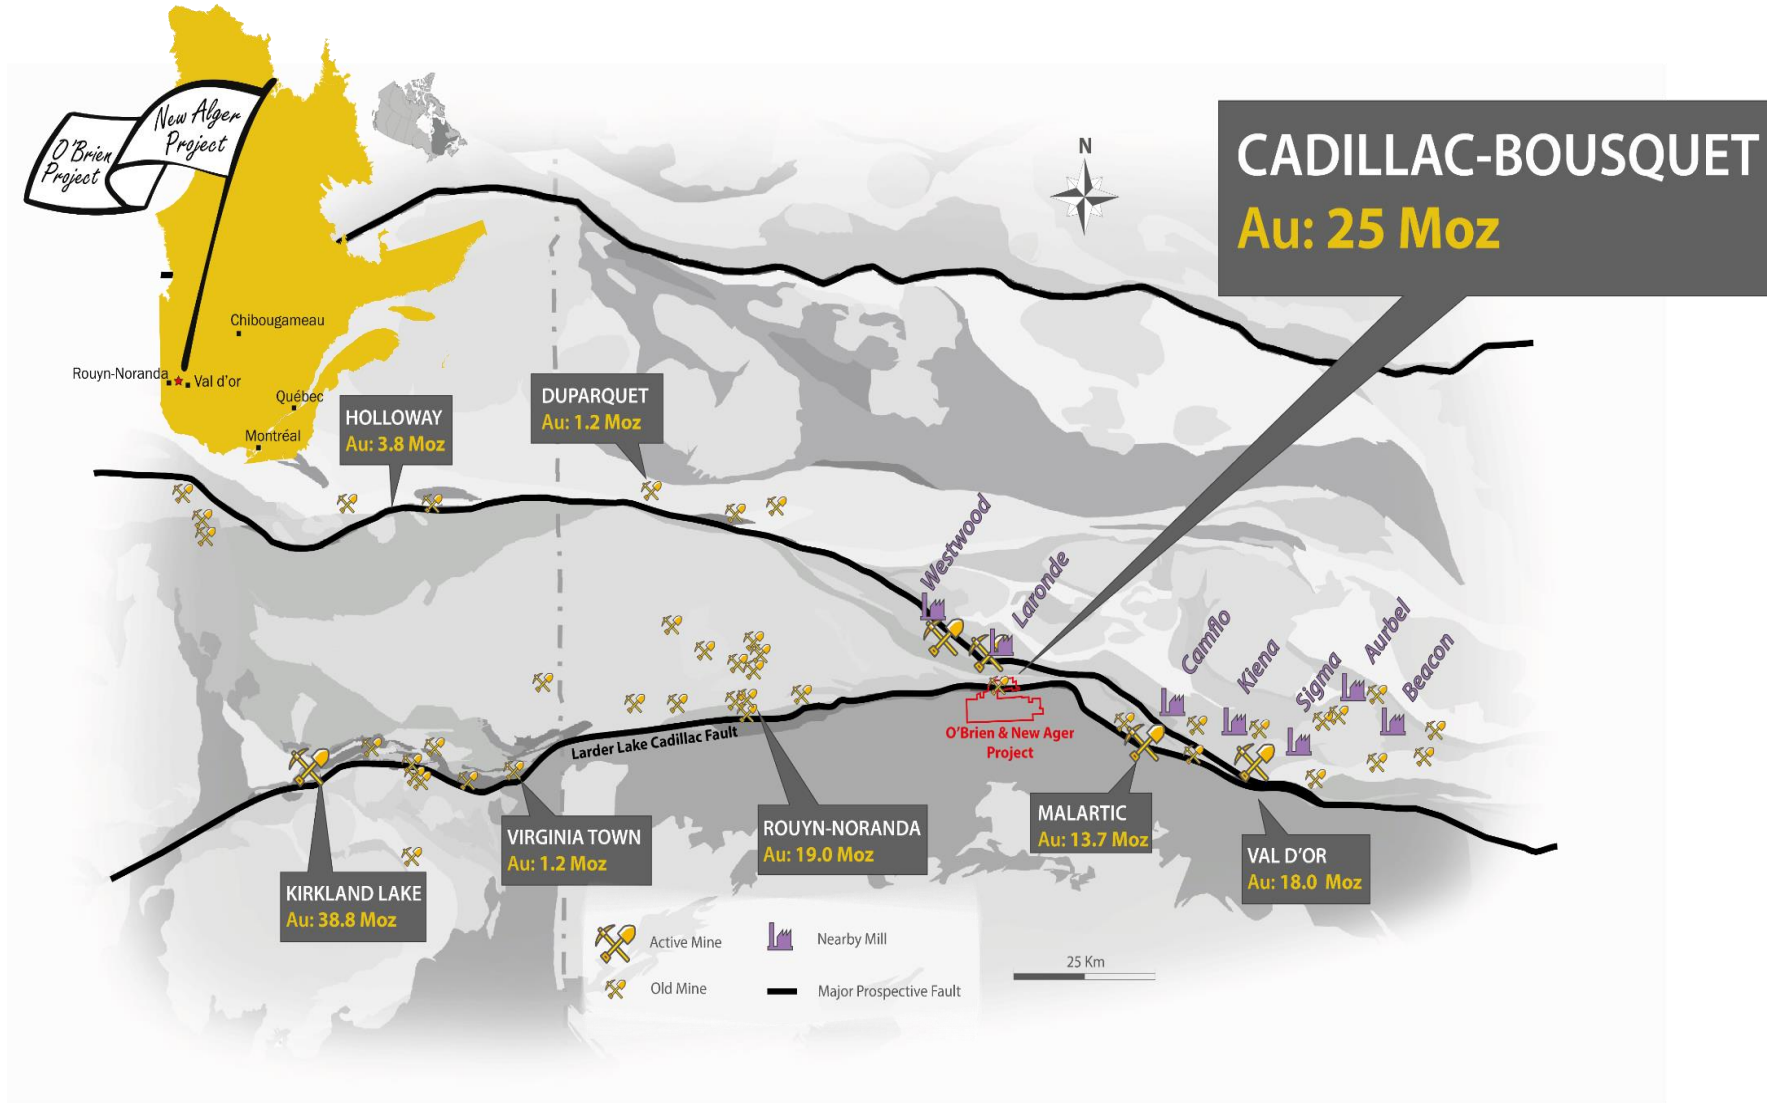 O'Brien
Project
New Alger
Project
N
CADILLAC-BOUSQUET
Au: 25 Moz
Chibougameau
Rouyn-Noranda
Val d'or
Québec
Montréal
HOLLOWAY
Au: 3.8 Moz
DUPARQUET
Au: 1.2 Moz
Westwood
Laronde
Camflo
Kiena
Sigma
Aurbel
Beacon
Larder Lake Cadillac Fault
O'Brien & New Ager
Project
KIRKLAND LAKE
Au: 38.8 Moz
VIRGINIA TOWN
Au: 1.2 Moz
ROUYN-NORANDA
Au: 19.0 Moz
MALARTIC
Au: 13.7 Moz
VAL D'OR
Au: 18.0 Moz
Active Mine
Nearby Mill
Old Mine
Major Prospective Fault
25 Km